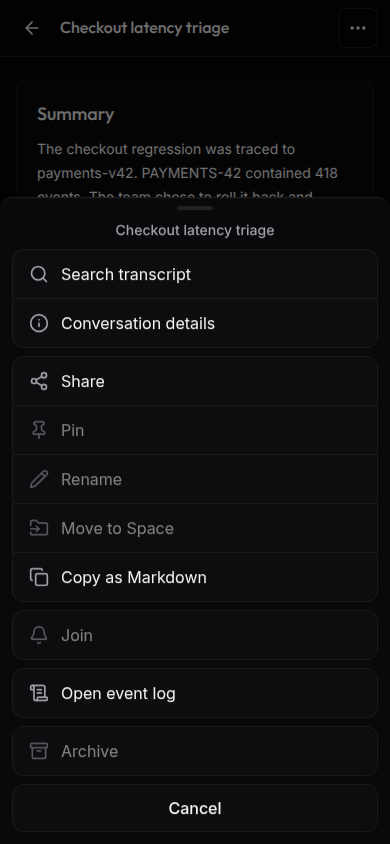 Checkout latency triage
Summary
The checkout regression was traced to
payments-v42. PAYMENTS-42 contained 418
events. The team chose to roll it back and
Checkout latency triage
Search transcript
Conversation details
Share
Pin
Rename
Move to Space
Copy as Markdown
Join
Open event log
Archive
Cancel